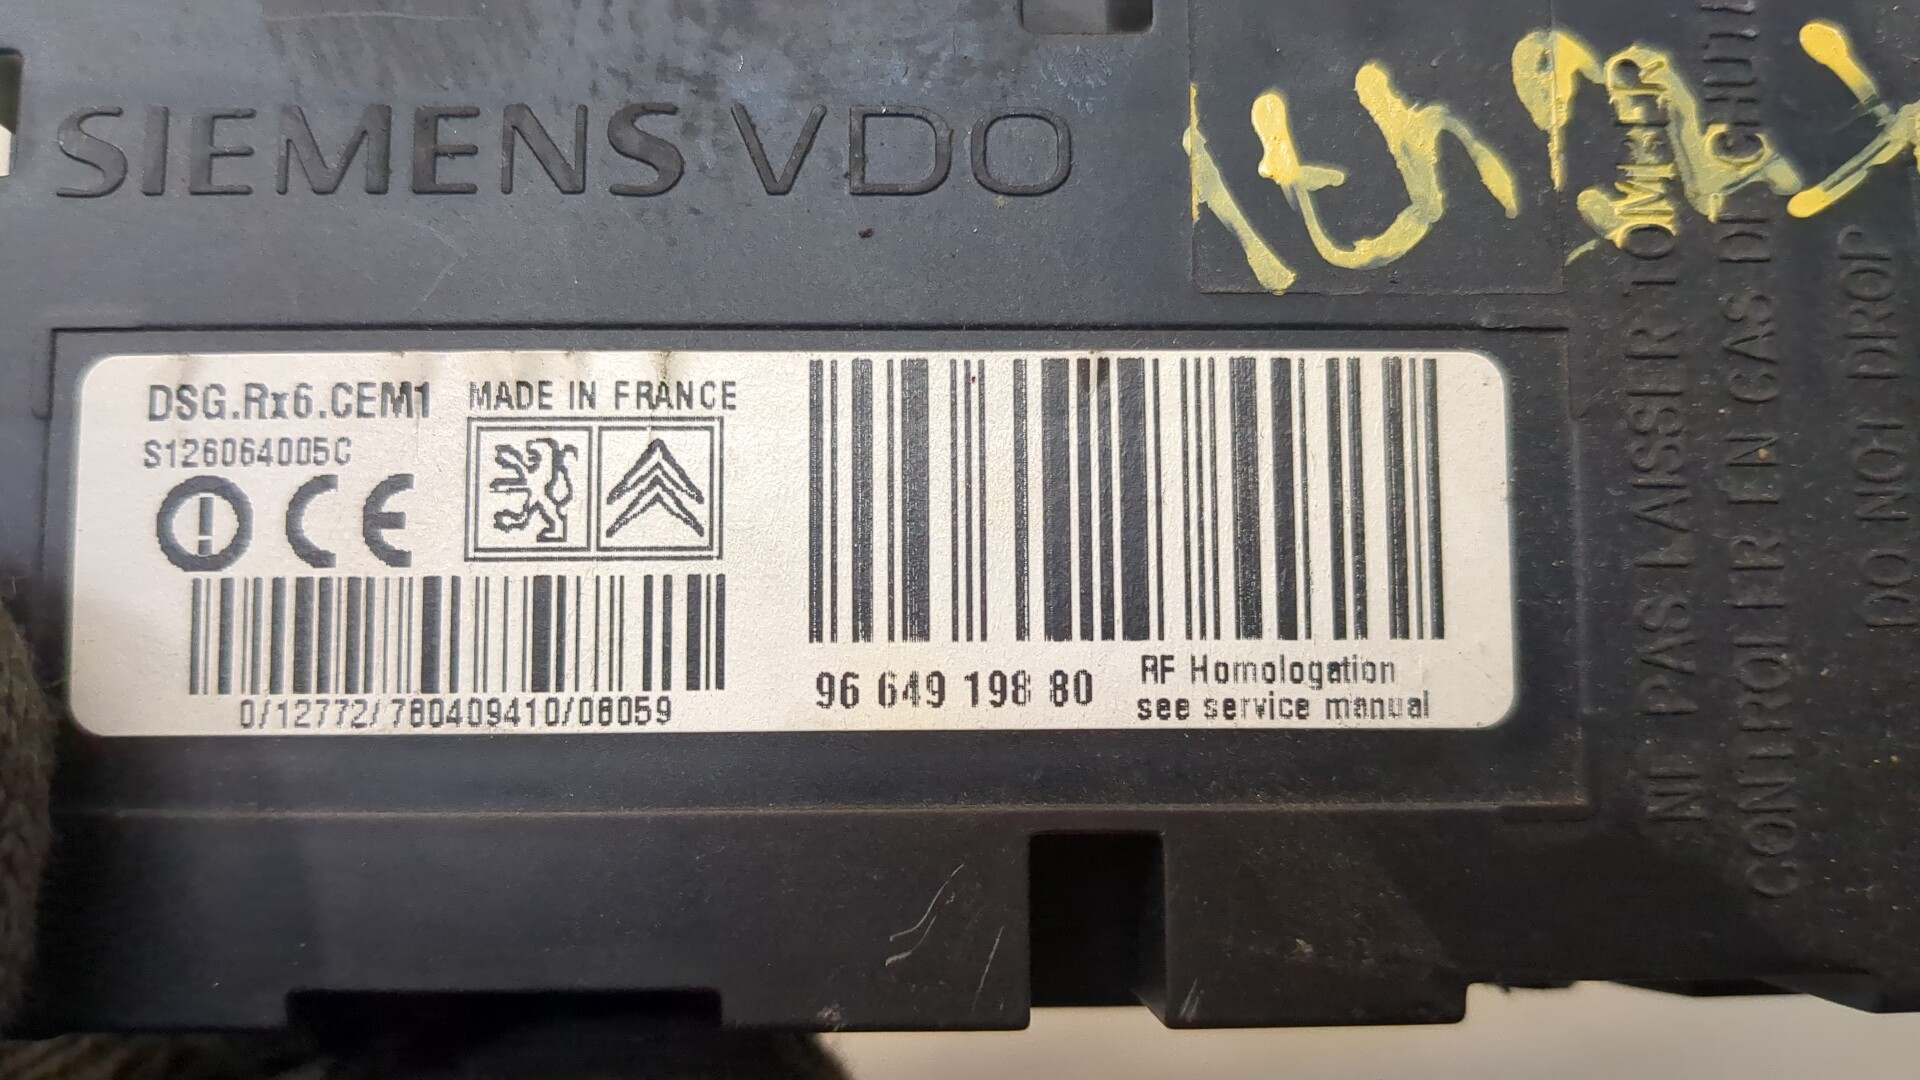 SIEMENS VDO
DSG.Rx6.CEM1
MADE IN FRANCE
S126064005C
CE
0/12772/780409410/08059
96 649 198 80
RF Homologation
see service manual
NE PAS LAISSER TOMBER
CONTROLER EN CAS DE CHUTE
DO NOT DROP